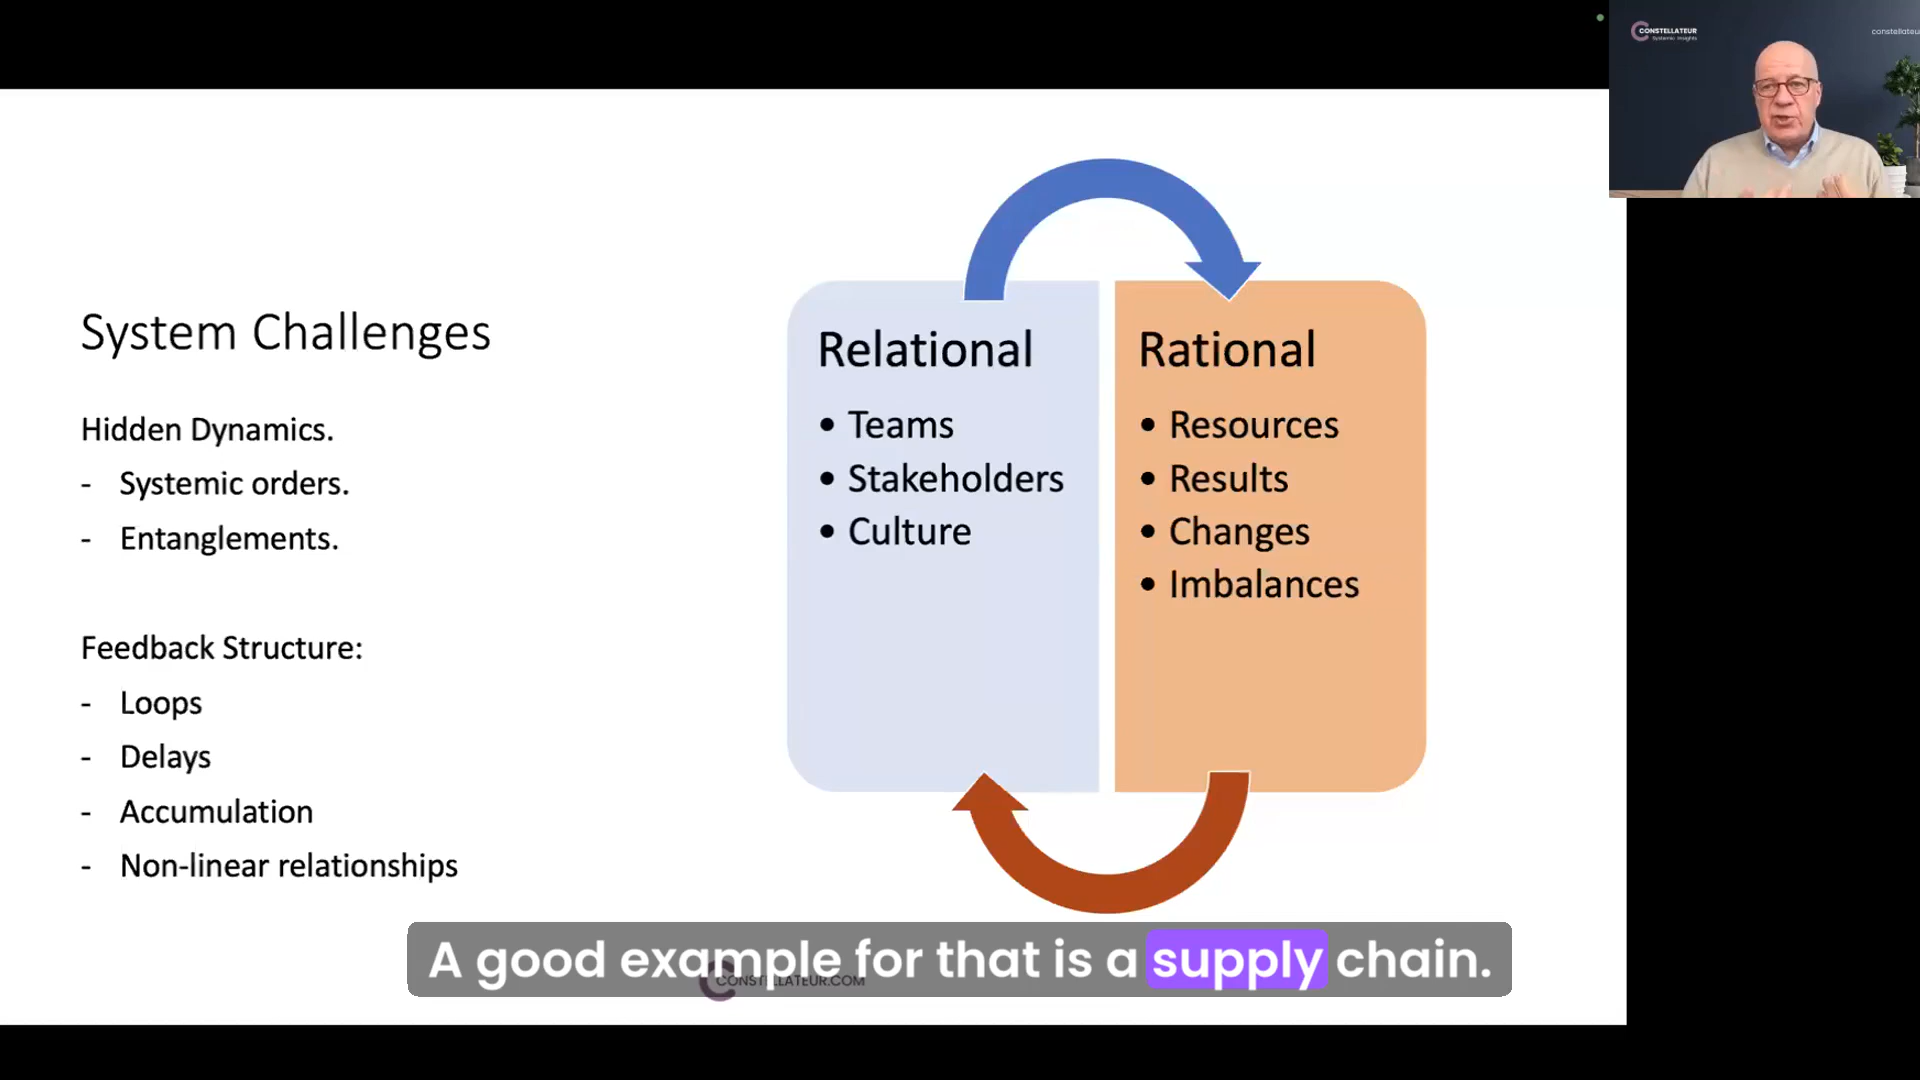 CONSTELLATEUR
Systemic Insights
constellateu
System Challenges
Hidden Dynamics.
- Systemic orders.
- Entanglements.
Feedback Structure:
- Loops
- Delays
- Accumulation
- Non-linear relationships
Relational
• Teams
• Stakeholders
• Culture
Rational
• Resources
• Results
• Changes
• Imbalances
A good example for that is a supply chain.
CONSTELLATEUR.COM